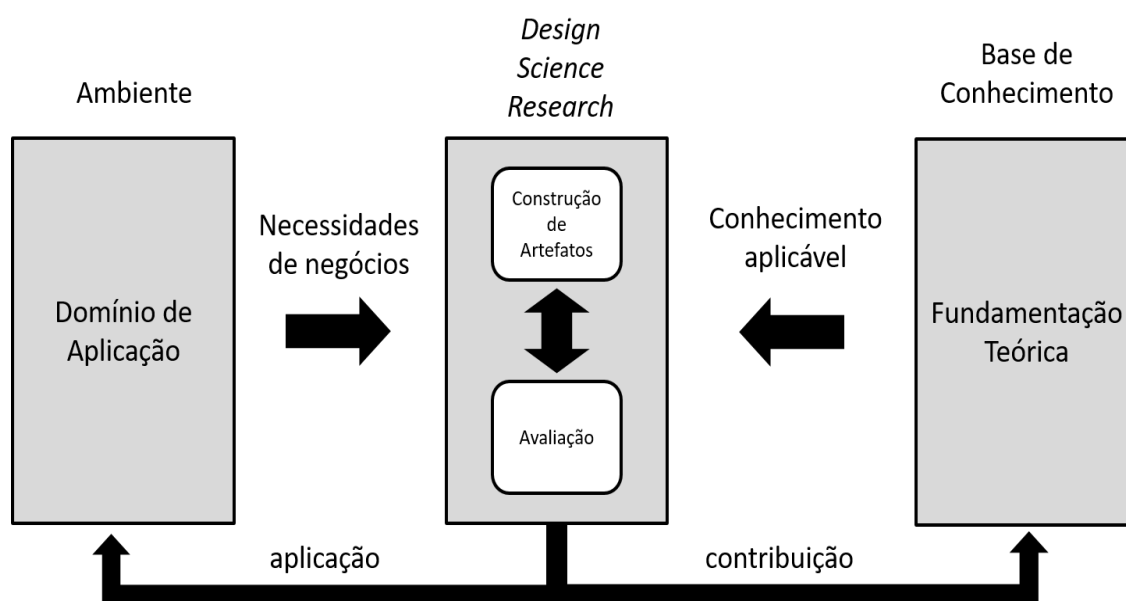 Ambiente
Design
Science
Research
Base de
Conhecimento
Domínio de
Aplicação
Necessidades
de negócios
Construção
de
Artefatos
Avaliação
Conhecimento
aplicável
Fundamentação
Teórica
aplicação
contribuição